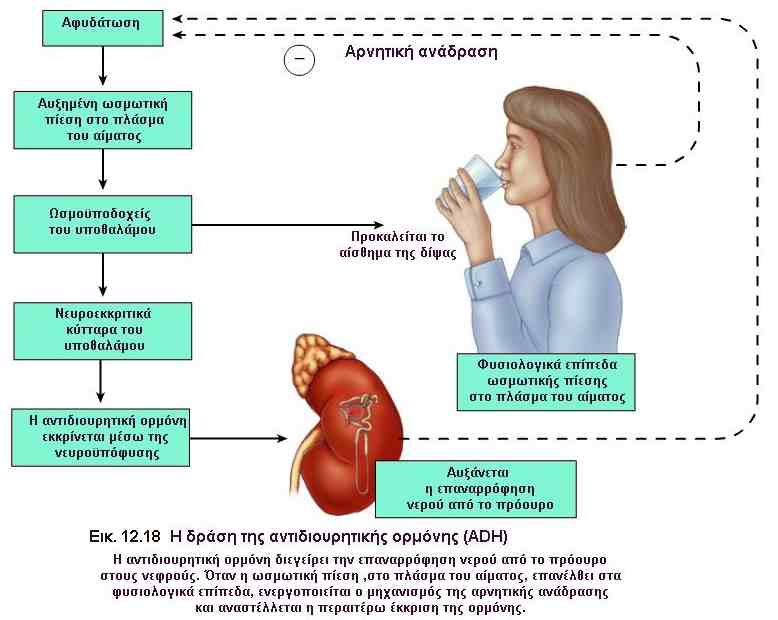 Αφυδάτωση
Αρνητική ανάδραση
−
Αυξημένη ωσμωτική
πίεση στο πλάσμα
του αίματος
Ωσμοϋποδοχείς
του υποθαλάμου
Προκαλείται το
αίσθημα της δίψας
Νευροεκκριτικά
κύτταρα του
υποθαλάμου
Φυσιολογικά επίπεδα
ωσμωτικής πίεσης
στο πλάσμα του αίματος
Η αντιδιουρητική ορμόνη
εκκρίνεται μέσω της
νευροϋπόφυσης
Αυξάνεται
η επαναρρόφηση
νερού από το πρόουρο
Εικ. 12.18 Η δράση της αντιδιουρητικής ορμόνης (ADH)
Η αντιδιουρητική ορμόνη διεγείρει την επαναρρόφηση νερού από το πρόουρο
στους νεφρούς. Όταν η ωσμωτική πίεση ,στο πλάσμα του αίματος, επανέλθει στα
φυσιολογικά επίπεδα, ενεργοποιείται ο μηχανισμός της αρνητικής ανάδρασης
και αναστέλλεται η περαιτέρω έκκριση της ορμόνης.